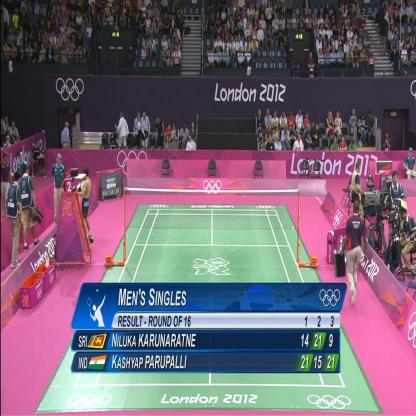 London 2012
London 2012
MEN'S SINGLES
RESULT - ROUND OF 16 1 2 3
SRI NILUKA KARUNARATNE 14 21 9
IND KASHYAP PARUPALLI 21 15 21
London 2012